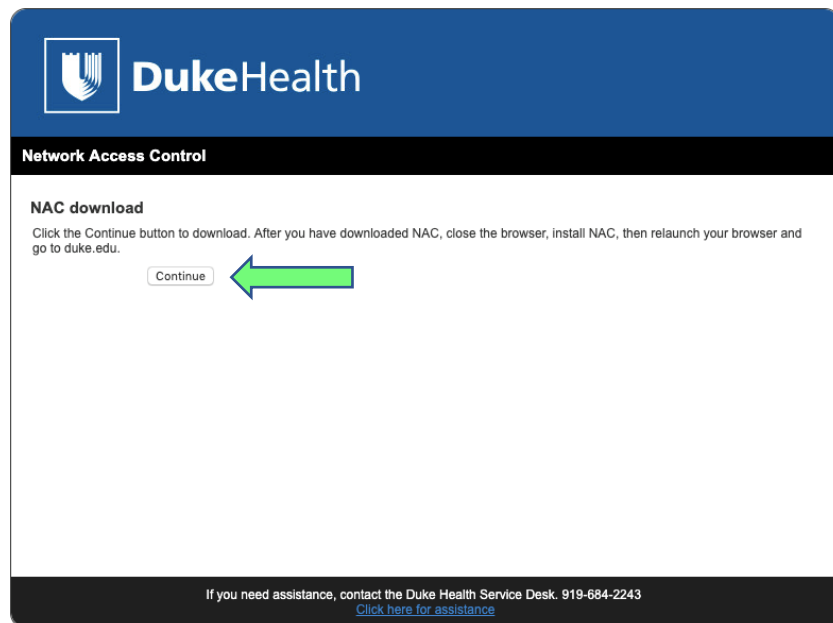 DukeHealth
Network Access Control
NAC download
Click the Continue button to download. After you have downloaded NAC, close the browser, install NAC, then relaunch your browser and
go to duke.edu.
Continue
If you need assistance, contact the Duke Health Service Desk. 919-684-2243
Click here for assistance